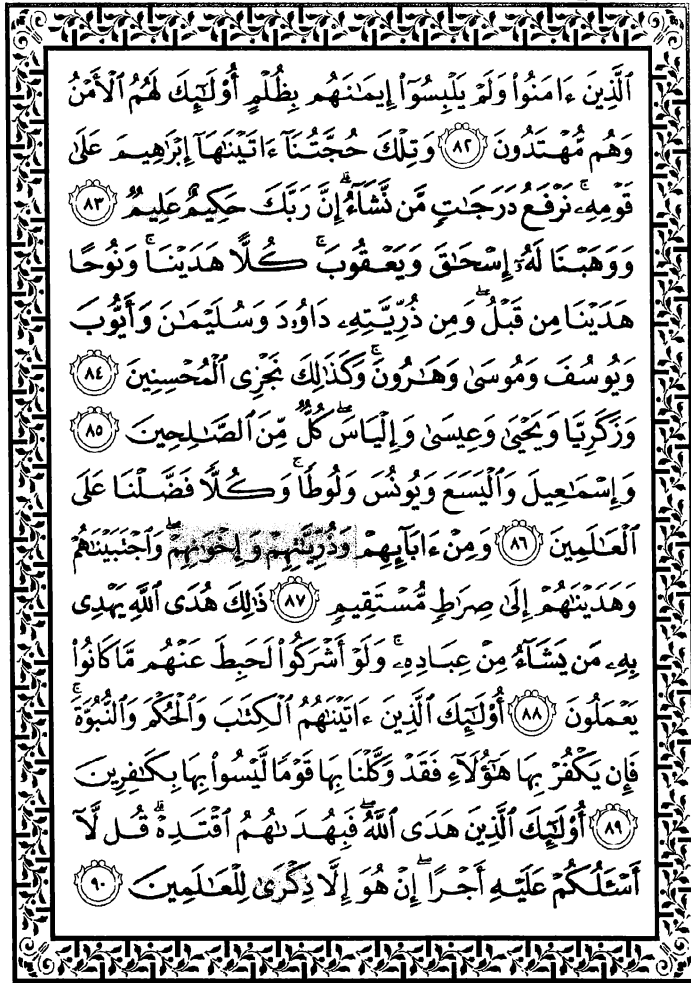 الَّذِينَ ءَامَنُوا۟ وَلَمْ يَلْبِسُوٓا۟ إِيمَـٰنَهُم بِظُلْمٍ أُو۟لَـٰٓئِكَ لَهُمُ ٱلْأَمْنُ
وَهُم مُّهْتَدُونَ ٨٢ وَتِلْكَ حُجَّتُنَآ ءَاتَيْنَـٰهَآ إِبْرَٰهِيمَ عَلَىٰ
قَوْمِهِۦ ۚ نَرْفَعُ دَرَجَـٰتٍ مَّن نَّشَآءُ ۗ إِنَّ رَبَّكَ حَكِيمٌ عَلِيمٌ ٨٣
وَوَهَبْنَا لَهُۥٓ إِسْحَـٰقَ وَيَعْقُوبَ ۚ كُلًّا هَدَيْنَا ۚ وَنُوحًا
هَدَيْنَا مِن قَبْلُ ۖ وَمِن ذُرِّيَّتِهِۦ دَاوُۥدَ وَسُلَيْمَـٰنَ وَأَيُّوبَ
وَيُوسُفَ وَمُوسَىٰ وَهَـٰرُونَ ۚ وَكَذَٰلِكَ نَجْزِى ٱلْمُحْسِنِينَ ٨٤
وَزَكَرِيَّا وَيَحْيَىٰ وَعِيسَىٰ وَإِلْيَاسَ ۖ كُلٌّ مِّنَ ٱلصَّـٰلِحِينَ ٨٥
وَإِسْمَـٰعِيلَ وَٱلْيَسَعَ وَيُونُسَ وَلُوطًا ۚ وَكُلًّا فَضَّلْنَا عَلَى
ٱلْعَـٰلَمِينَ ٨٦ وَمِنْ ءَابَآئِهِمْ وَذُرِّيَّـٰتِهِمْ وَإِخْوَٰنِهِمْ ۖ وَٱجْتَبَيْنَـٰهُمْ
وَهَدَيْنَـٰهُمْ إِلَىٰ صِرَٰطٍ مُّسْتَقِيمٍ ٨٧ ذَٰلِكَ هُدَى ٱللَّهِ يَهْدِى
بِهِۦ مَن يَشَآءُ مِنْ عِبَادِهِۦ ۚ وَلَوْ أَشْرَكُوا۟ لَحَبِطَ عَنْهُم مَّا كَانُوا۟
يَعْمَلُونَ ٨٨ أُو۟لَـٰٓئِكَ ٱلَّذِينَ ءَاتَيْنَـٰهُمُ ٱلْكِتَـٰبَ وَٱلْحُكْمَ وَٱلنُّبُوَّةَ ۚ
فَإِن يَكْفُرْ بِهَا هَـٰٓؤُلَآءِ فَقَدْ وَكَّلْنَا بِهَا قَوْمًا لَّيْسُوا۟ بِهَا بِكَـٰفِرِينَ
٨٩ أُو۟لَـٰٓئِكَ ٱلَّذِينَ هَدَى ٱللَّهُ ۖ فَبِهُدَىٰهُمُ ٱقْتَدِهْ ۗ قُل لَّآ
أَسْـَٔلُكُمْ عَلَيْهِ أَجْرًا ۖ إِنْ هُوَ إِلَّا ذِكْرَىٰ لِلْعَـٰلَمِينَ ٩٠